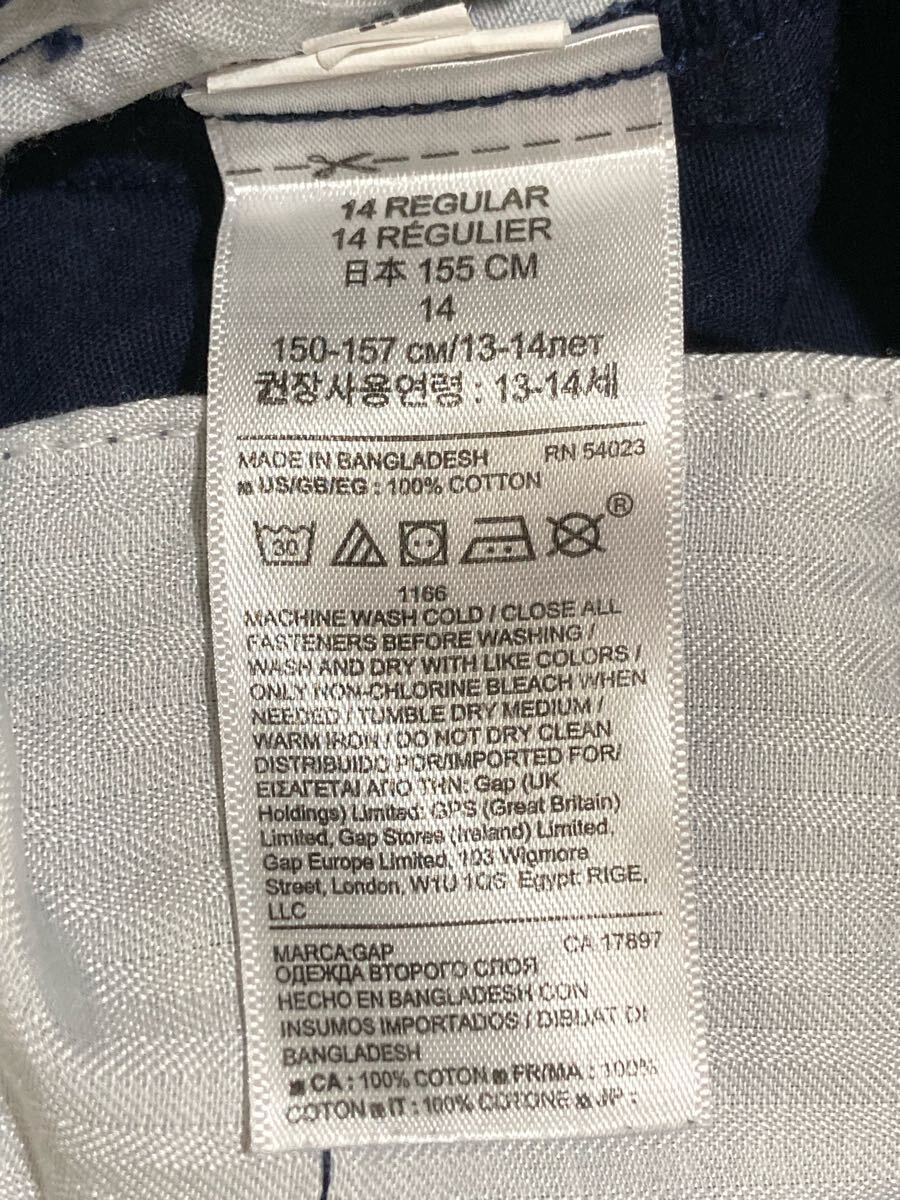 14 REGULAR
14 RÉGULIER
日本 155 CM
14
150-157 см/13-14лет
권장사용연령 : 13-14세
MADE IN BANGLADESH RN 54023
US/GB/EG : 100% COTTON
30
®
1166
MACHINE WASH COLD / CLOSE ALL
FASTENERS BEFORE WASHING /
WASH AND DRY WITH LIKE COLORS /
ONLY NON-CHLORINE BLEACH WHEN
NEEDED / TUMBLE DRY MEDIUM /
WARM IRON / DO NOT DRY CLEAN
DISTRIBUIDO POR/IMPORTED FOR/
ΕΙΣΑΓΕΤΑΙ ΑΠΟ ΤΗΝ: Gap (UK
Holdings) Limited: GPS (Great Britain)
Limited, Gap Stores (Ireland) Limited,
Gap Europe Limited, 103 Wigmore
Street, London, W1U 1QS Egypt: RIGE,
LLC
MARCA:GAP CA 17897
ОДЕЖДА ВТОРОГО СЛОЯ
HECHO EN BANGLADESH CON
INSUMOS IMPORTADOS / DIBUAT DI
BANGLADESH
CA : 100% COTON FR/MA : 100%
COTON IT : 100% COTONE JP :